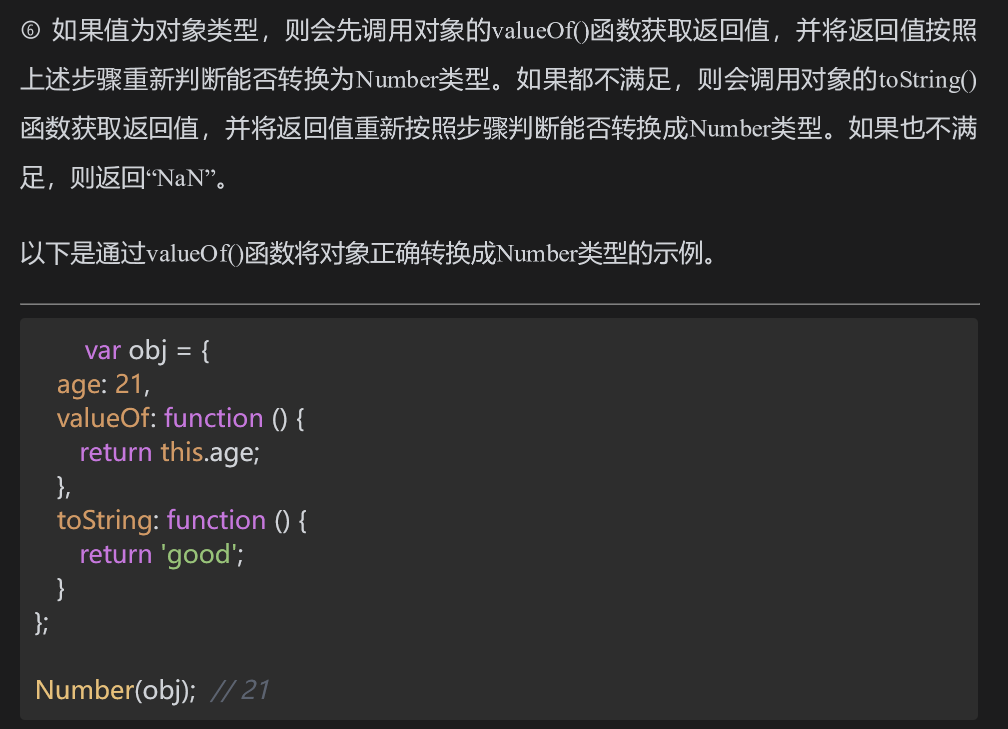 ⑥ 如果值为对象类型，则会先调用对象的valueOf()函数获取返回值，并将返回值按照
上述步骤重新判断能否转换为Number类型。如果都不满足，则会调用对象的toString()
函数获取返回值，并将返回值重新按照步骤判断能否转换成Number类型。如果也不满
足，则返回“NaN”。
以下是通过valueOf()函数将对象正确转换成Number类型的示例。
var obj = {
age: 21,
valueOf: function () {
return this.age;
},
toString: function () {
return 'good';
}
};
Number(obj); // 21